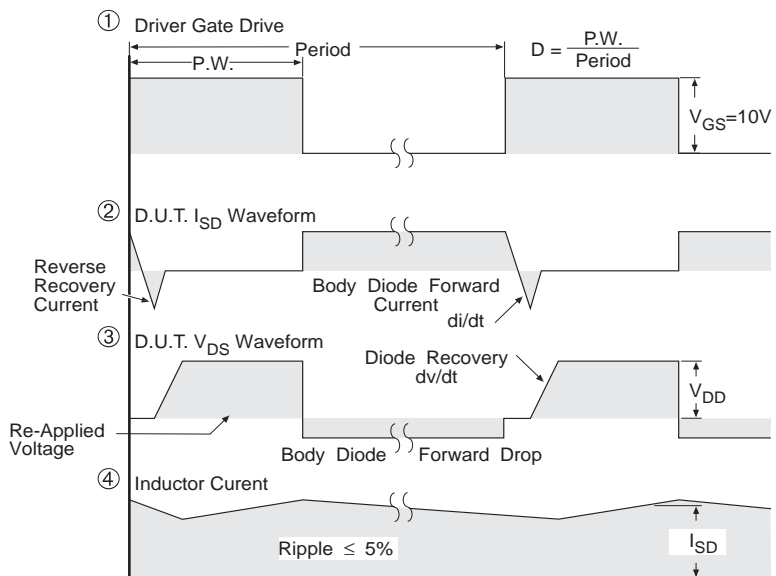 ① Driver Gate Drive
P.W.
Period
D = P.W.
Period
VGS=10V
② D.U.T. ISD Waveform
Reverse
Recovery
Current
Body Diode Forward
Current
di/dt
③ D.U.T. VDS Waveform
Diode Recovery
dv/dt
VDD
Re-Applied
Voltage
Body Diode Forward Drop
④ Inductor Curent
Ripple ≤ 5%
ISD